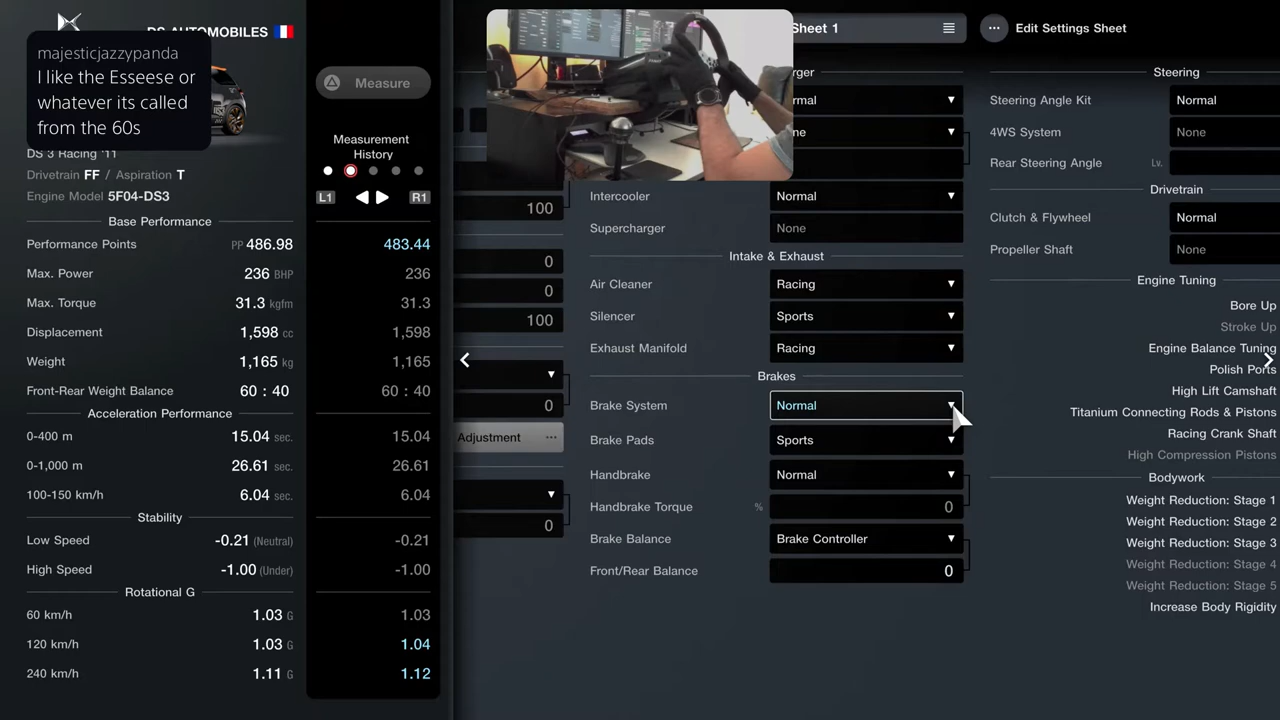 DS AUTOMOBILES
majesticjazzypanda
I like the Esseese or
whatever its called
from the 60s
DS 3 Racing '11
Drivetrain FF / Aspiration T
Engine Model 5F04-DS3
Base Performance
Performance Points PP 486.98
Max. Power 236 BHP
Max. Torque 31.3 kgfm
Displacement 1,598 cc
Weight 1,165 kg
Front-Rear Weight Balance 60 : 40
Acceleration Performance
0-400 m 15.04 sec.
0-1,000 m 26.61 sec.
100-150 km/h 6.04 sec.
Stability
Low Speed -0.21 (Neutral)
High Speed -1.00 (Under)
Rotational G
60 km/h 1.03 G
120 km/h 1.03 G
240 km/h 1.11 G
Measure
Measurement
History
L1 R1
483.44
236
31.3
1,598
1,165
60 : 40
15.04
26.61
6.04
-0.21
-1.00
1.03
1.04
1.12
100
0
0
100
0
Adjustment ...
0
Sheet 1
... Edit Settings Sheet
Intercooler Normal
Supercharger None
Intake & Exhaust
Air Cleaner Racing
Silencer Sports
Exhaust Manifold Racing
Brakes
Brake System Normal
Brake Pads Sports
Handbrake Normal
Handbrake Torque % 0
Brake Balance Brake Controller
Front/Rear Balance 0
Steering
Steering Angle Kit Normal
4WS System None
Rear Steering Angle Lv.
Drivetrain
Clutch & Flywheel Normal
Propeller Shaft None
Engine Tuning
Bore Up
Stroke Up
Engine Balance Tuning
Polish Ports
High Lift Camshaft
Titanium Connecting Rods & Pistons
Racing Crank Shaft
High Compression Pistons
Bodywork
Weight Reduction: Stage 1
Weight Reduction: Stage 2
Weight Reduction: Stage 3
Weight Reduction: Stage 4
Weight Reduction: Stage 5
Increase Body Rigidity